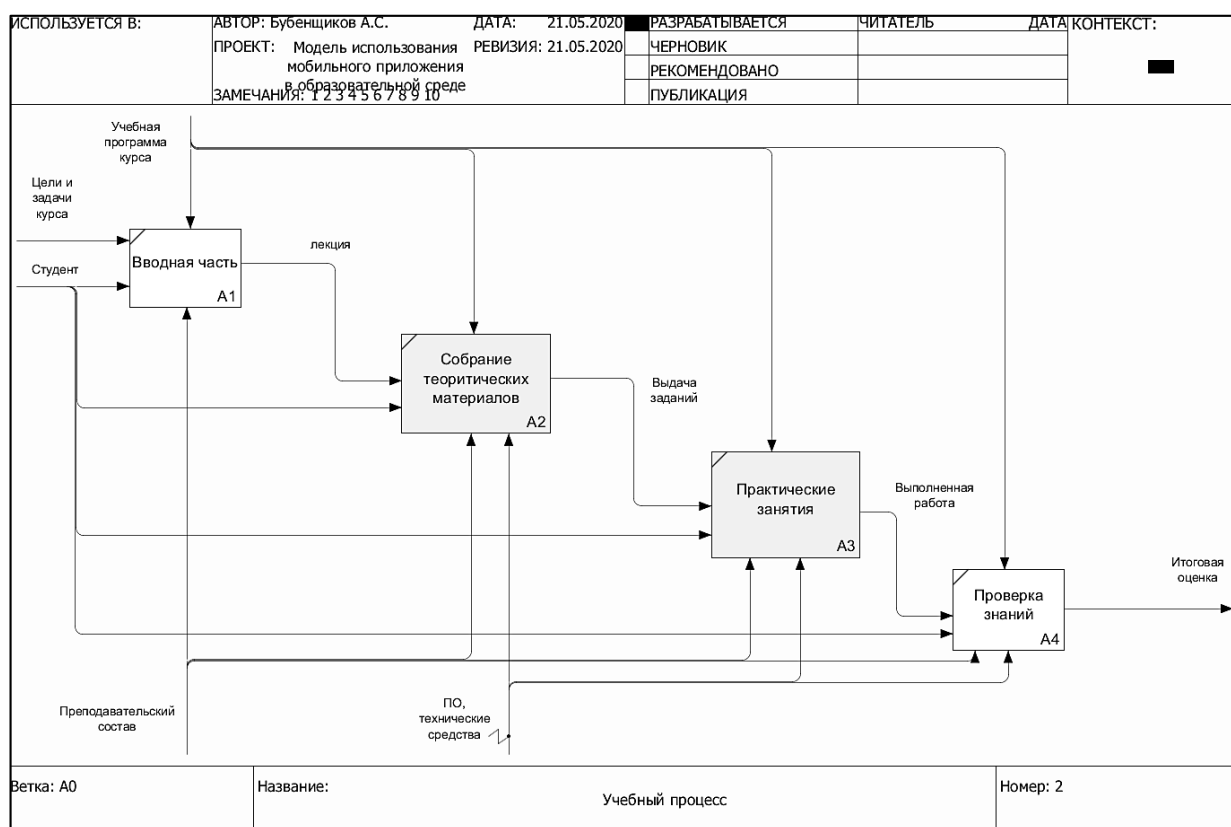 ИСПОЛЬЗУЕТСЯ В:
АВТОР: Бубенщиков А.С.
ДАТА: 21.05.2020
РАЗРАБАТЫВАЕТСЯ
ЧИТАТЕЛЬ
ДАТА
КОНТЕКСТ:
ПРОЕКТ: Модель использования
мобильного приложения
в образовательной среде
РЕВИЗИЯ: 21.05.2020
ЧЕРНОВИК
РЕКОМЕНДОВАНО
ЗАМЕЧАНИЯ: 1 2 3 4 5 6 7 8 9 10
ПУБЛИКАЦИЯ
Учебная
программа
курса
Цели и
задачи
курса
Студент
Вводная часть
A1
лекция
Собрание
теоритических
материалов
A2
Выдача
заданий
Практические
занятия
A3
Выполненная
работа
Проверка
знаний
A4
Итоговая
оценка
Преподавательский
состав
ПО,
технические
средства
Ветка: A0
Название:
Учебный процесс
Номер: 2